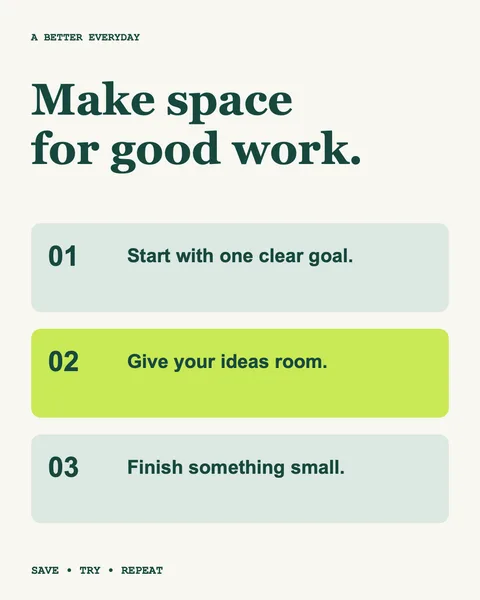 A BETTER EVERYDAY
Make space
for good work.
01 Start with one clear goal.
02 Give your ideas room.
03 Finish something small.
SAVE • TRY • REPEAT